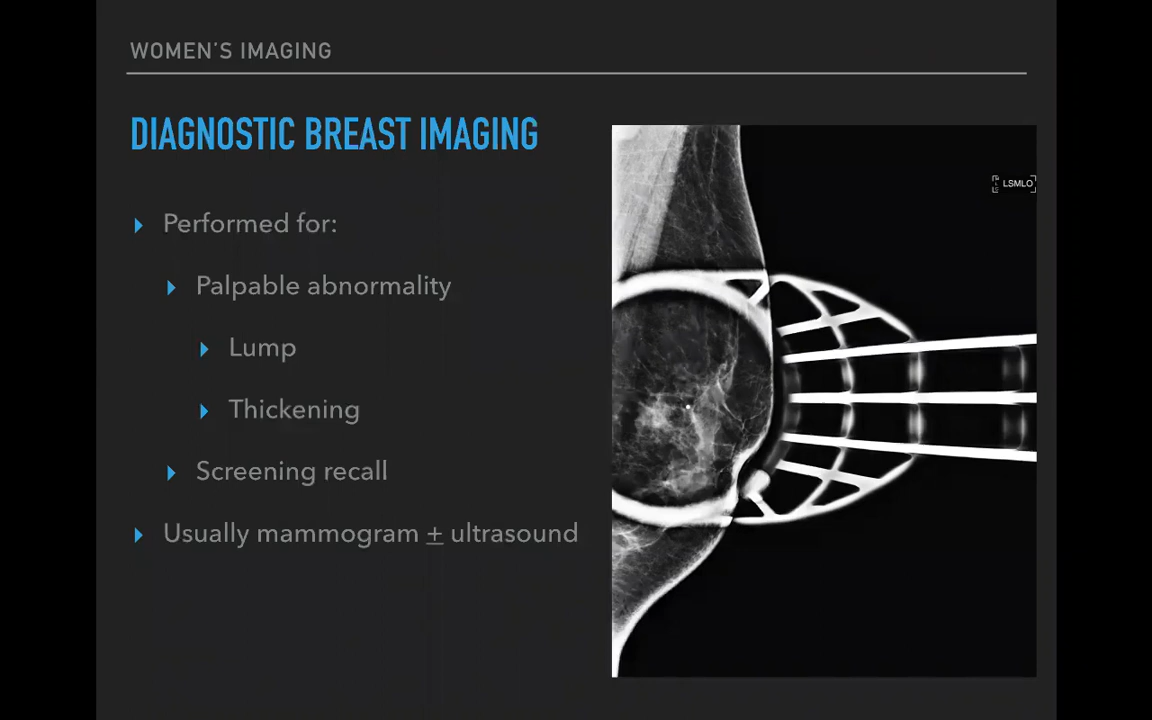 WOMEN'S IMAGING
DIAGNOSTIC BREAST IMAGING
Performed for:
Palpable abnormality
Lump
Thickening
Screening recall
Usually mammogram ± ultrasound
LSMLO